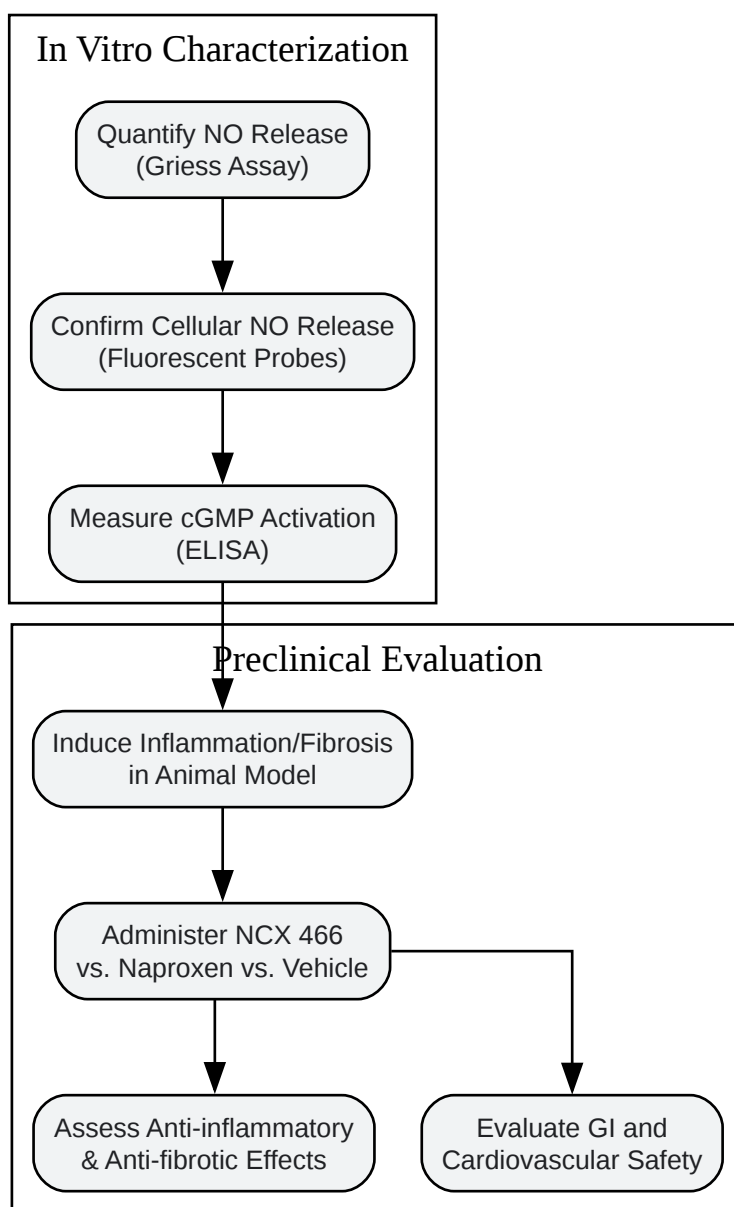 In Vitro Characterization
Quantify NO Release
(Griess Assay)
Confirm Cellular NO Release
(Fluorescent Probes)
Measure cGMP Activation
(ELISA)
Preclinical Evaluation
Induce Inflammation/Fibrosis
in Animal Model
Administer NCX 466
vs. Naproxen vs. Vehicle
Assess Anti-inflammatory
& Anti-fibrotic Effects
Evaluate GI and
Cardiovascular Safety